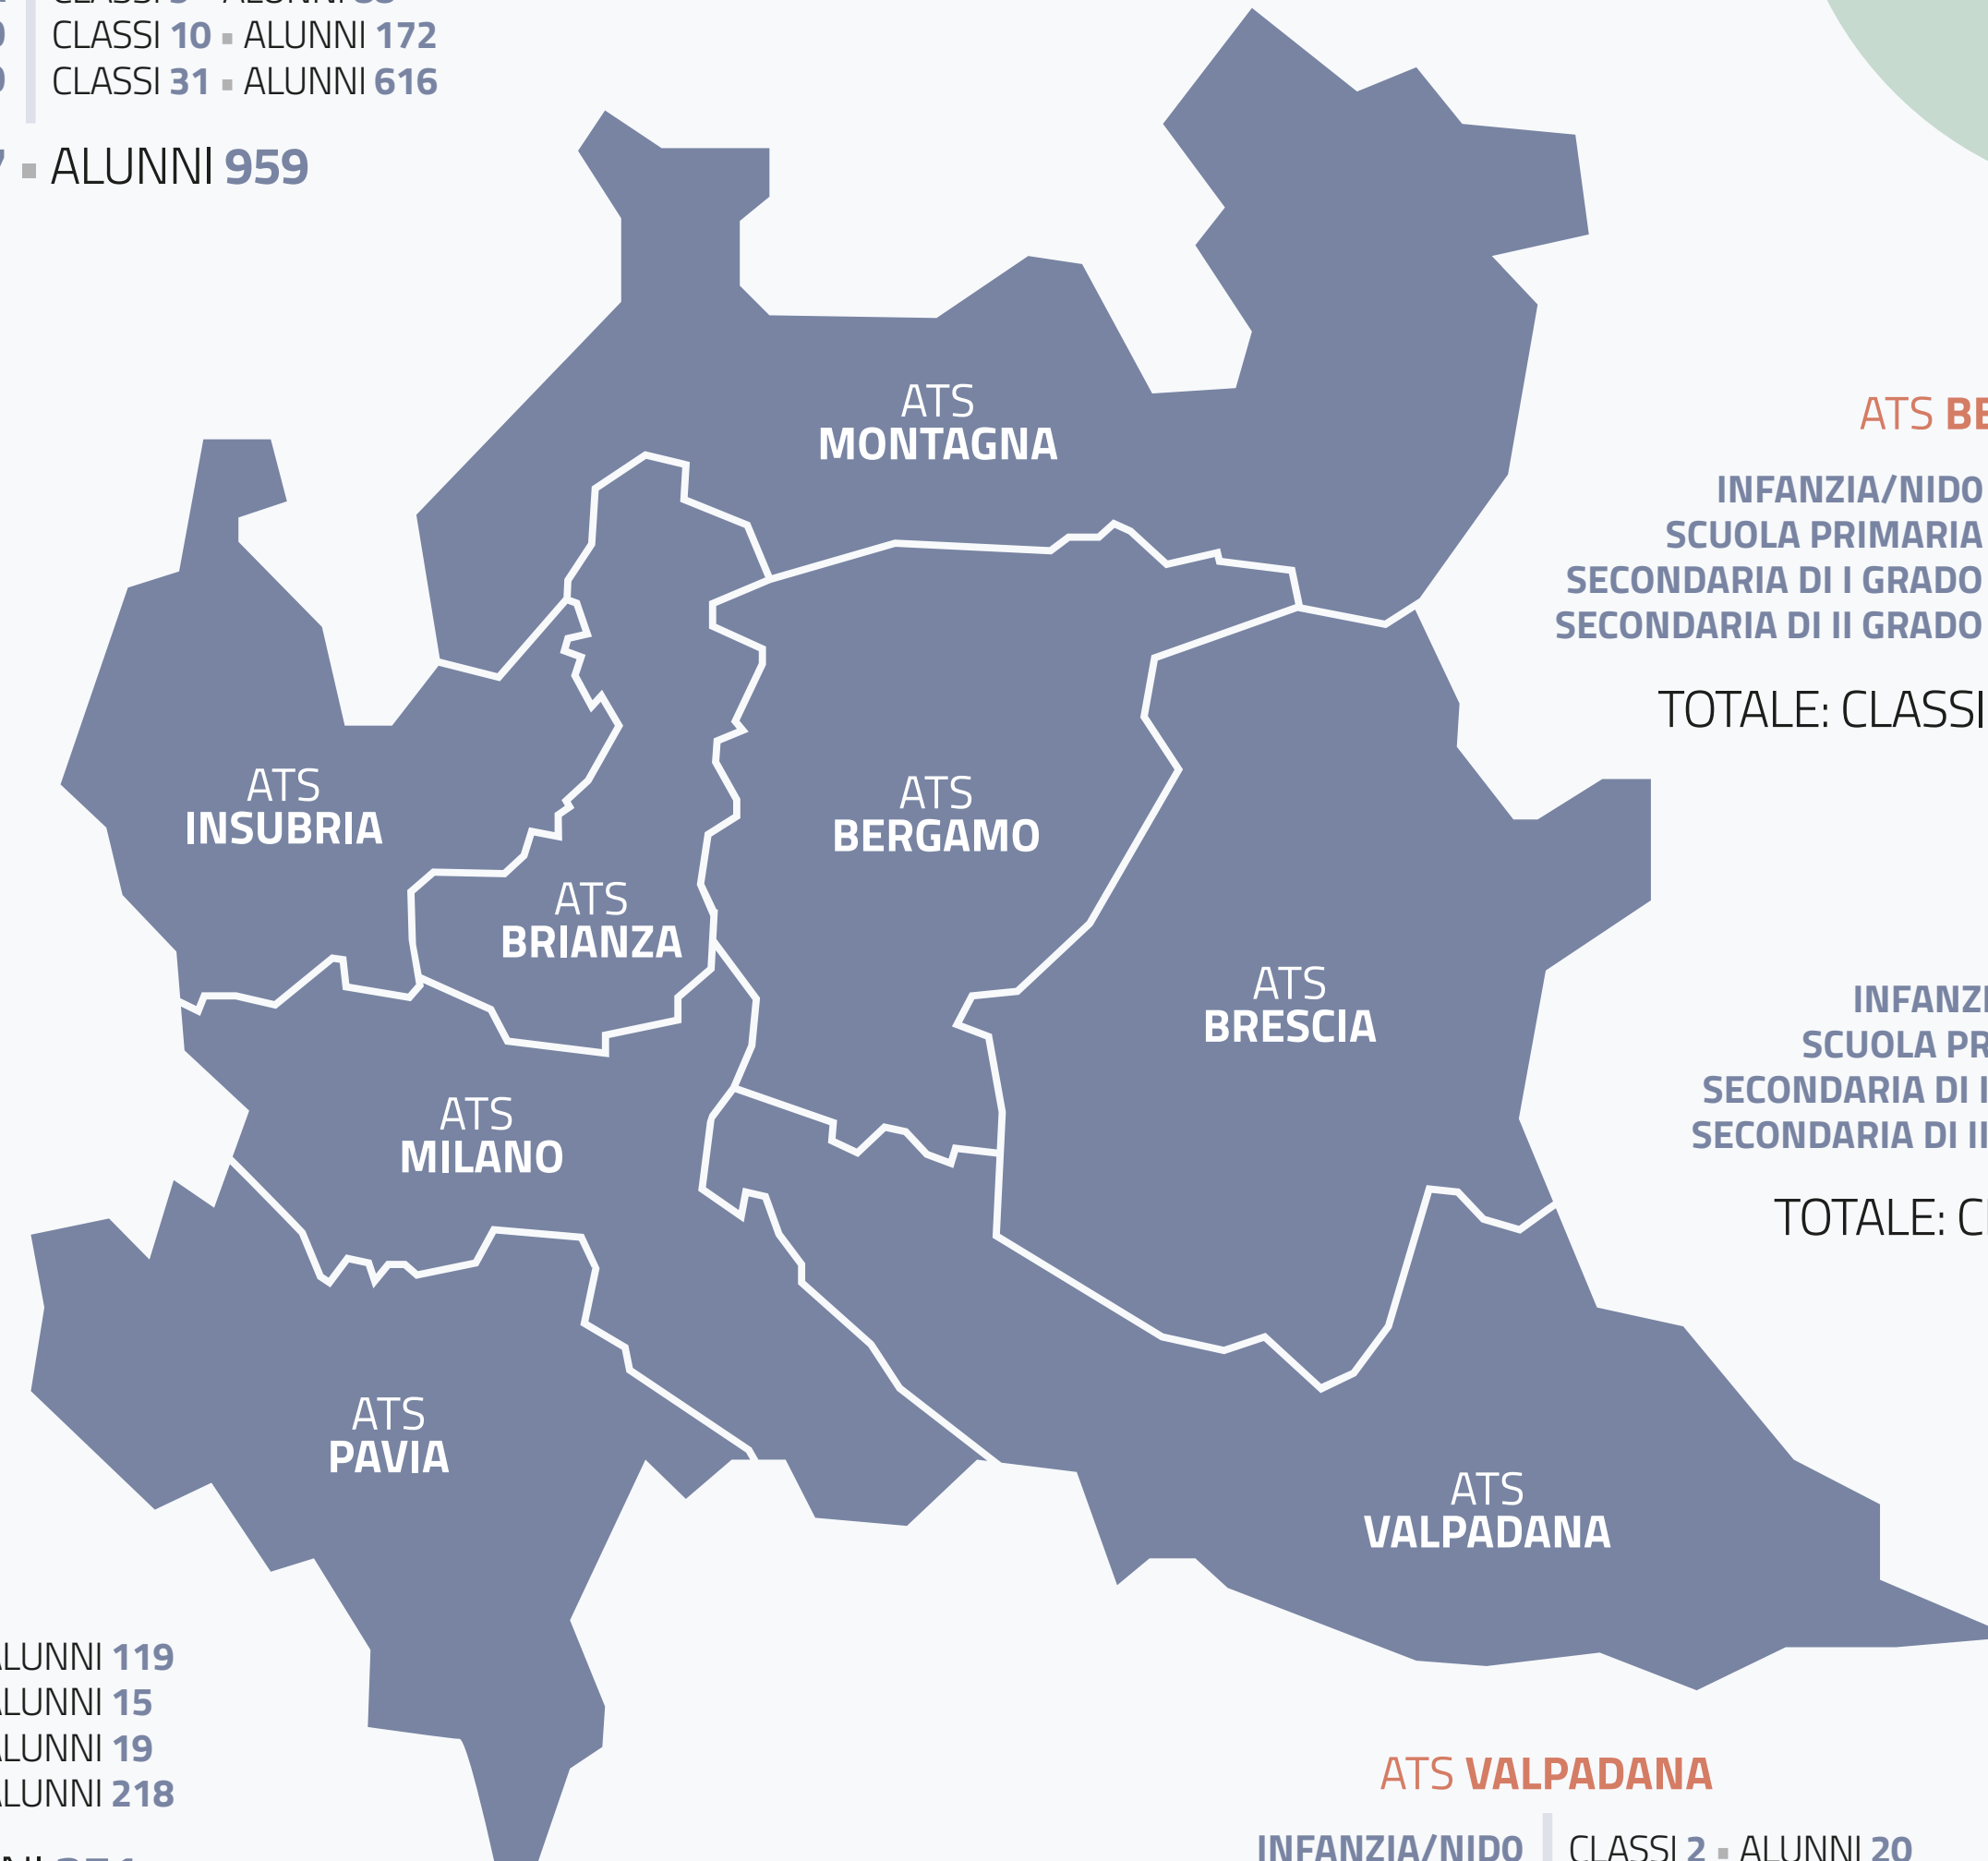 CLASSI 10 ▪ ALUNNI 172
CLASSI 31 ▪ ALUNNI 616
▪ ALUNNI 959
ATS
MONTAGNA
ATS
INFANZIA/NIDO
SCUOLA PRIMARIA
SECONDARIA DI I GRADO
SECONDARIA DI II GRADO
TOTALE: CLASSI
ATS
INSUBRIA
ATS
BERGAMO
ATS
BRIANZA
ATS
BRESCIA
SCUOLA
SECONDARIA DI I
SECONDARIA DI II
TOTALE:
ATS
MILANO
ATS
PAVIA
ATS
VALPADANA
ALUNNI 119
ALUNNI 15
ALUNNI 19
ALUNNI 218
ATS VALPADANA
INFANZIA/NIDO CLASSI 2 ▪ ALUNNI 20